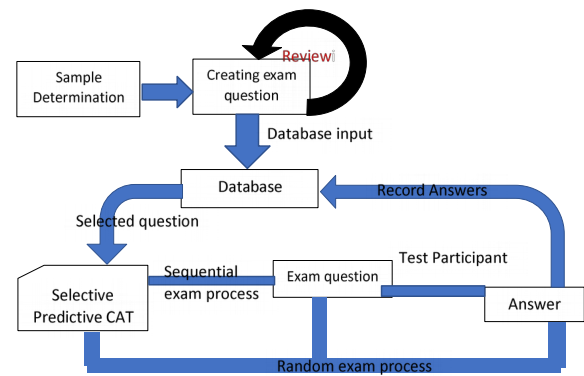 Review
Sample
Determination
Creating exam
question
Database input
Database
Record Answers
Selected question
Test Participant
Sequential
exam process
Exam question
Selective
Predictive CAT
Answer
Random exam process